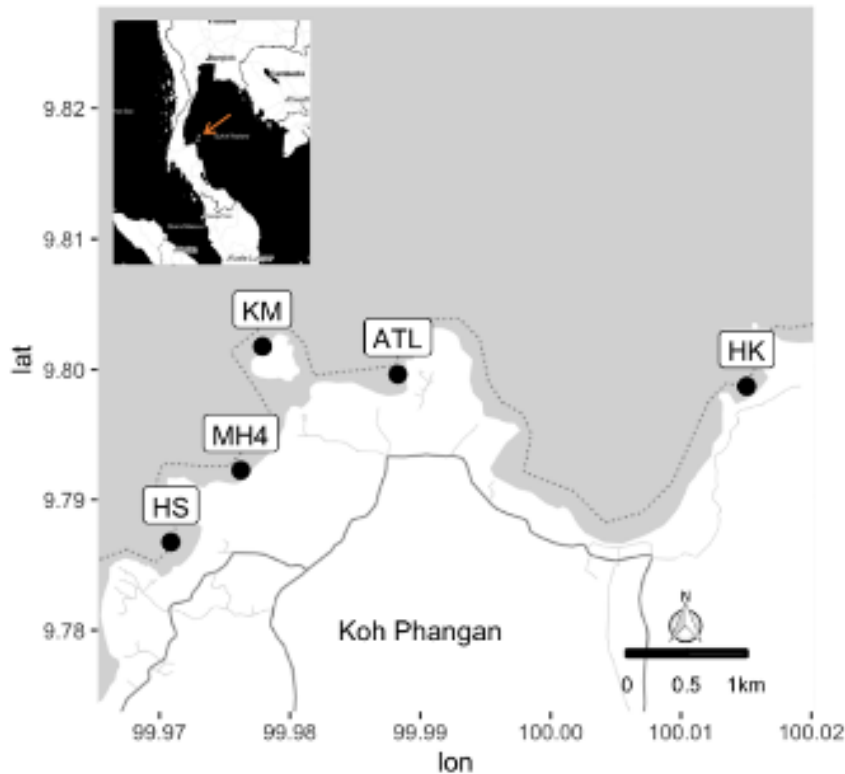 9.82
9.81
9.80
9.79
9.78
lat
KM
ATL
HK
MH4
HS
Koh Phangan
N
0 0.5 1km
99.97 99.98 99.99 100.00 100.01 100.02
lon